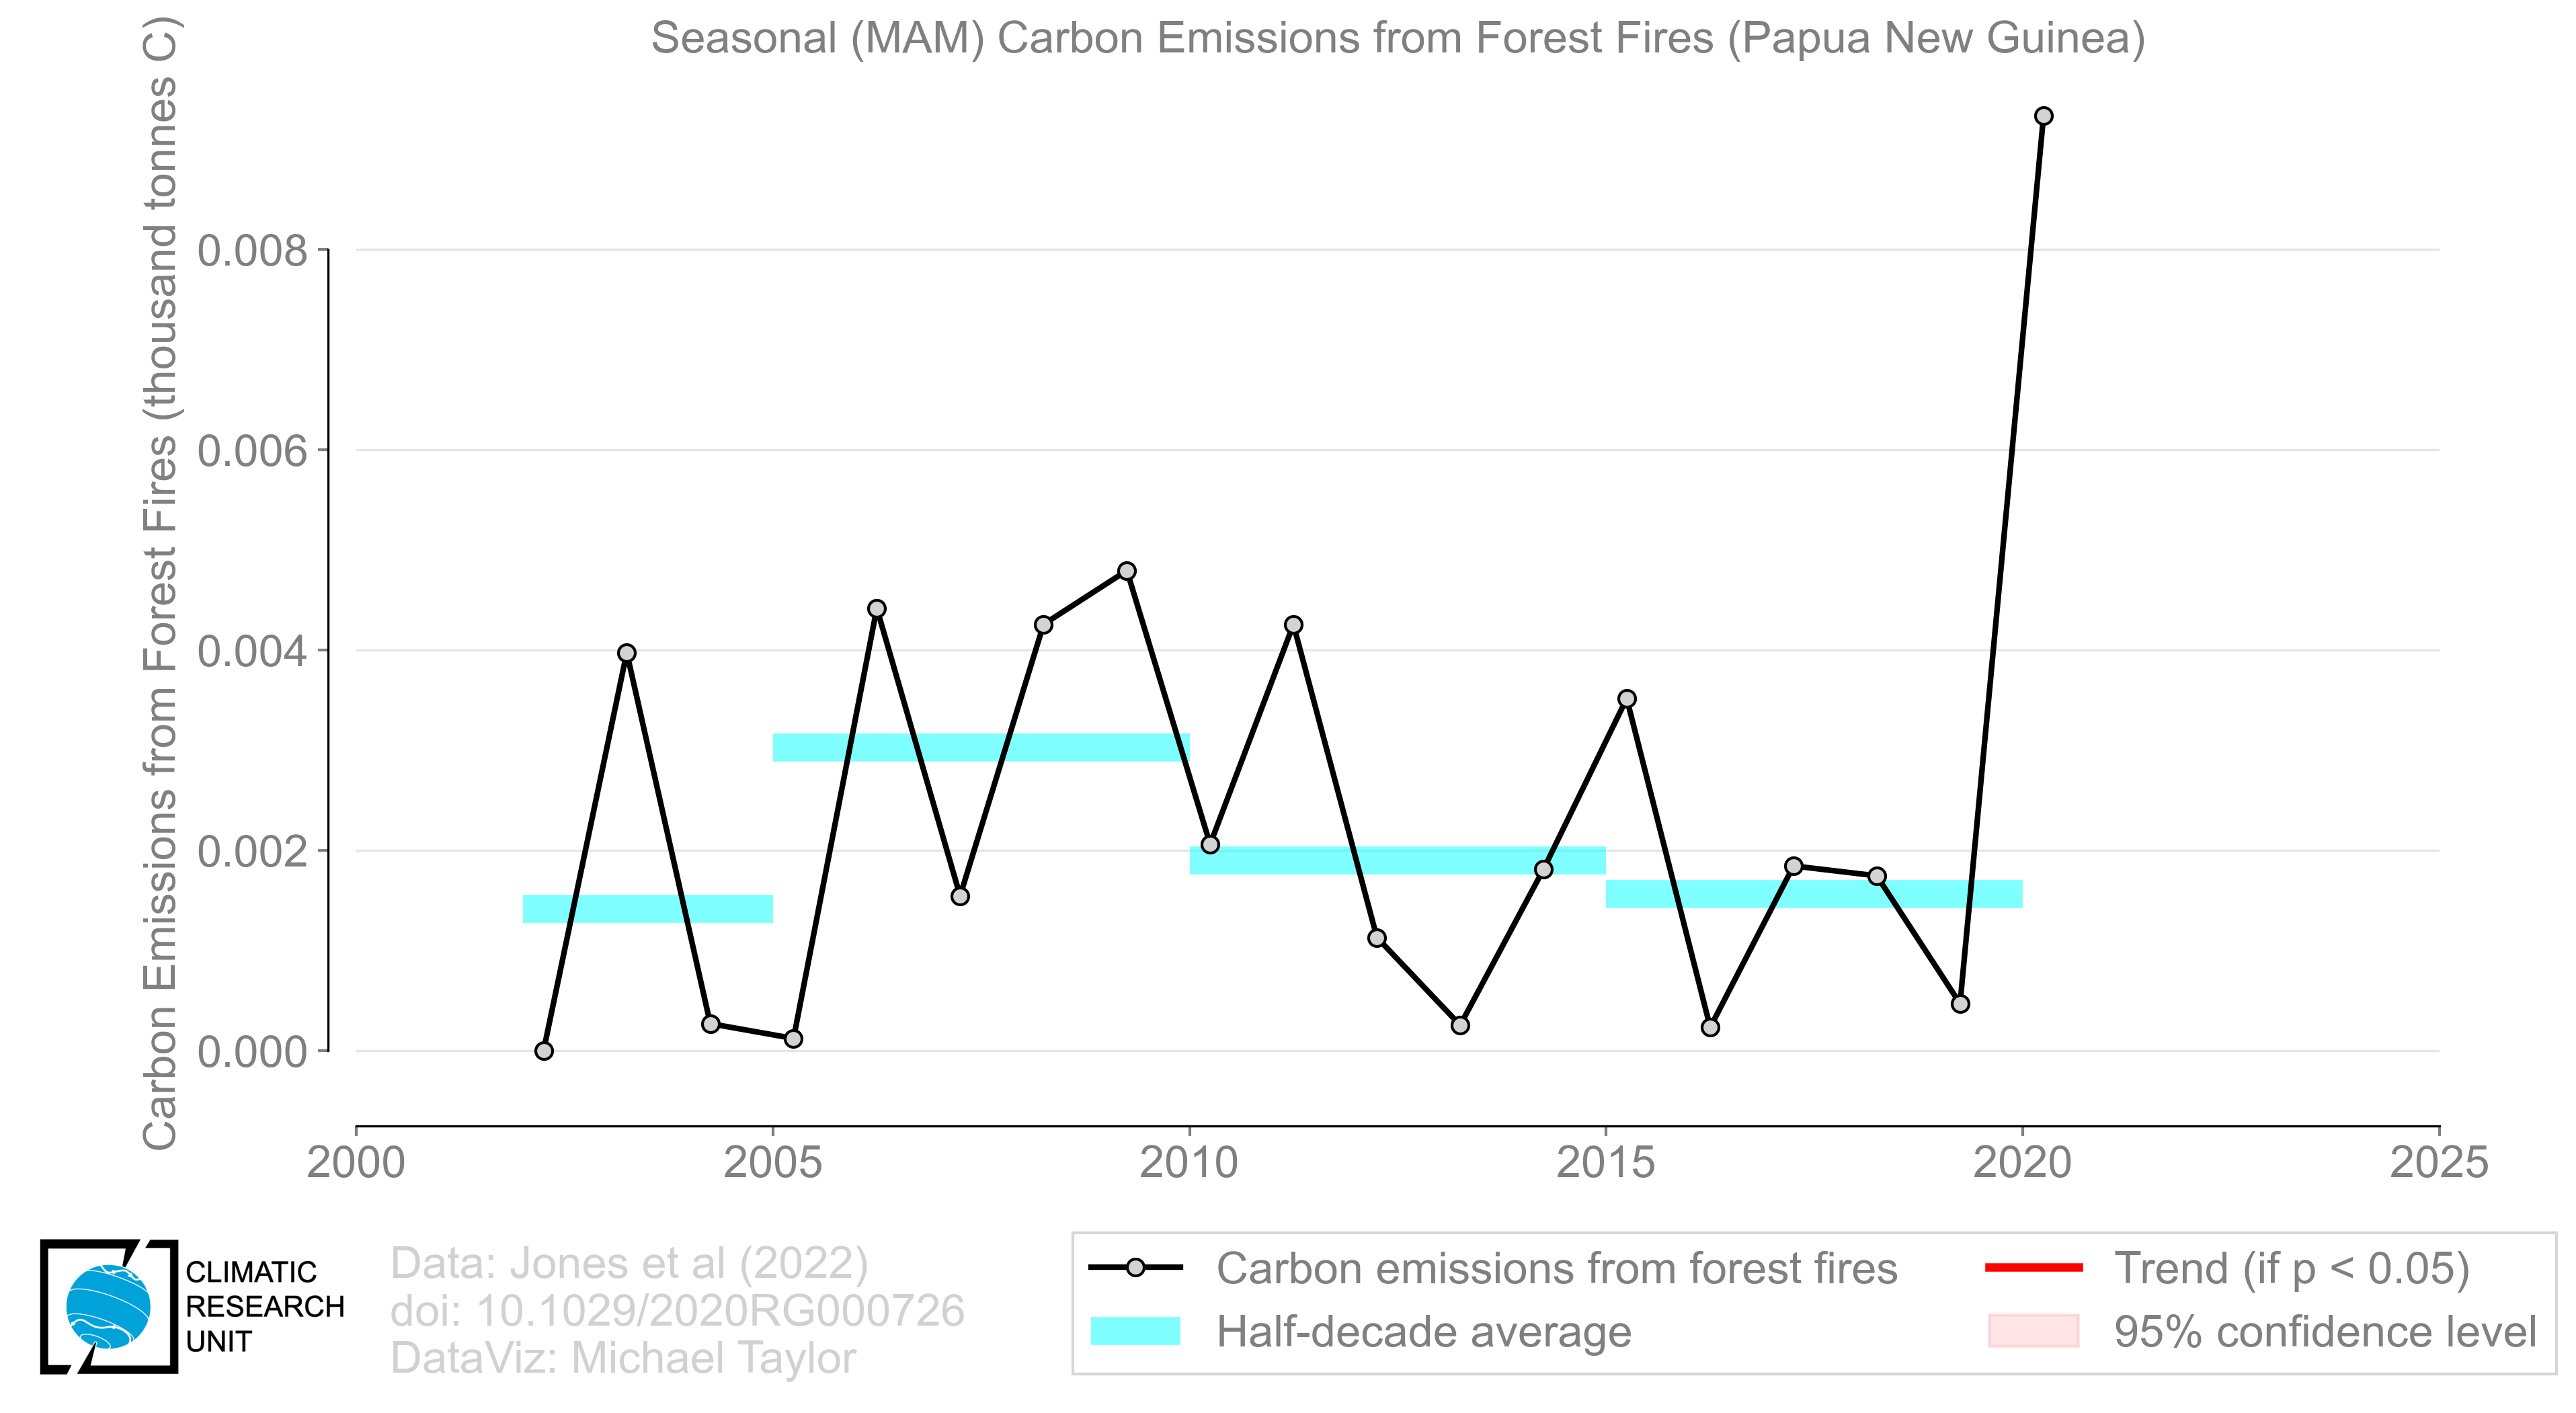 Seasonal (MAM) Carbon Emissions from Forest Fires (Papua New Guinea)
Carbon Emissions from Forest Fires (thousand tonnes C)
0.008
0.006
0.004
0.002
0.000
2000
2005
2010
2015
2020
2025
CLIMATIC
RESEARCH
UNIT
Data: Jones et al (2022)
doi: 10.1029/2020RG000726
DataViz: Michael Taylor
Carbon emissions from forest fires
Half-decade average
Trend (if p < 0.05)
95% confidence level